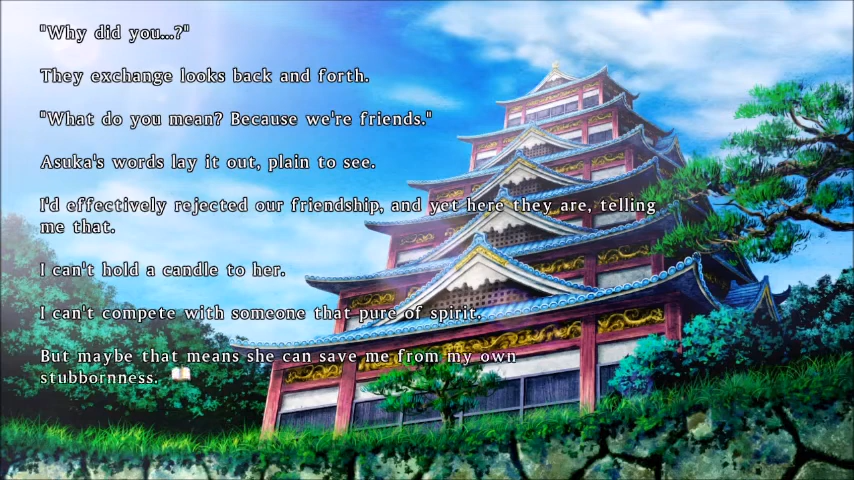 "Why did you...?"
They exchange looks back and forth.
"What do you mean? Because we're friends."
Asuka's words lay it out, plain to see.
I'd effectively rejected our friendship, and yet here they are, telling
me that.
I can't hold a candle to her.
I can't compete with someone that pure of spirit.
But maybe that means she can save me from my own
stubbornness.